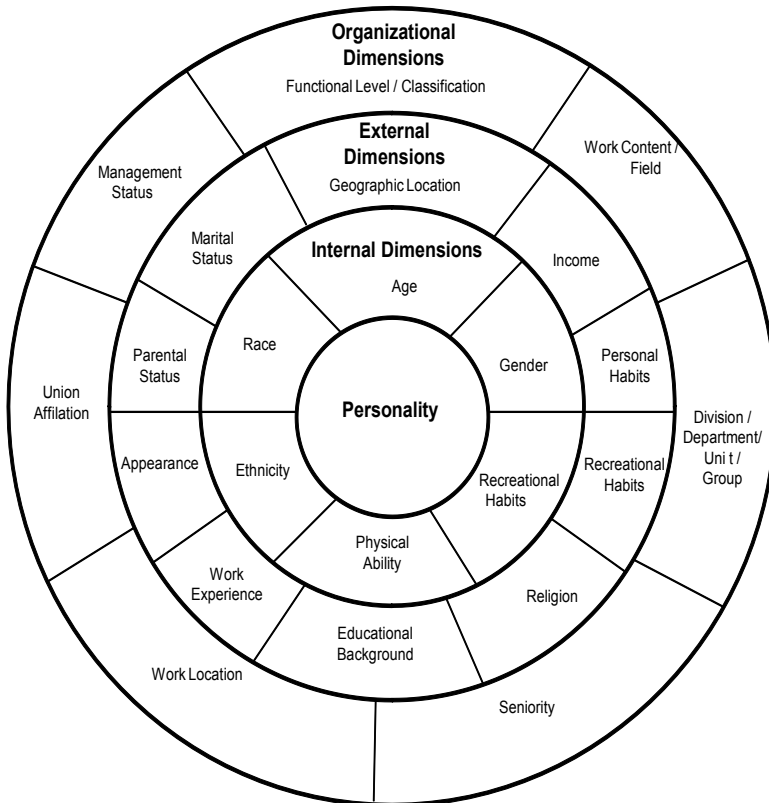 Organizational
Dimensions
Functional Level / Classification
External
Dimensions
Geographic Location
Internal Dimensions
Age
Personality
Management
Status
Work Content /
Field
Marital
Status
Income
Race
Gender
Parental
Status
Personal
Habits
Union
Affilation
Division /
Department/
Uni t /
Group
Appearance
Ethnicity
Recreational
Habits
Recreational
Habits
Physical
Ability
Work
Experience
Religion
Educational
Background
Work Location
Seniority